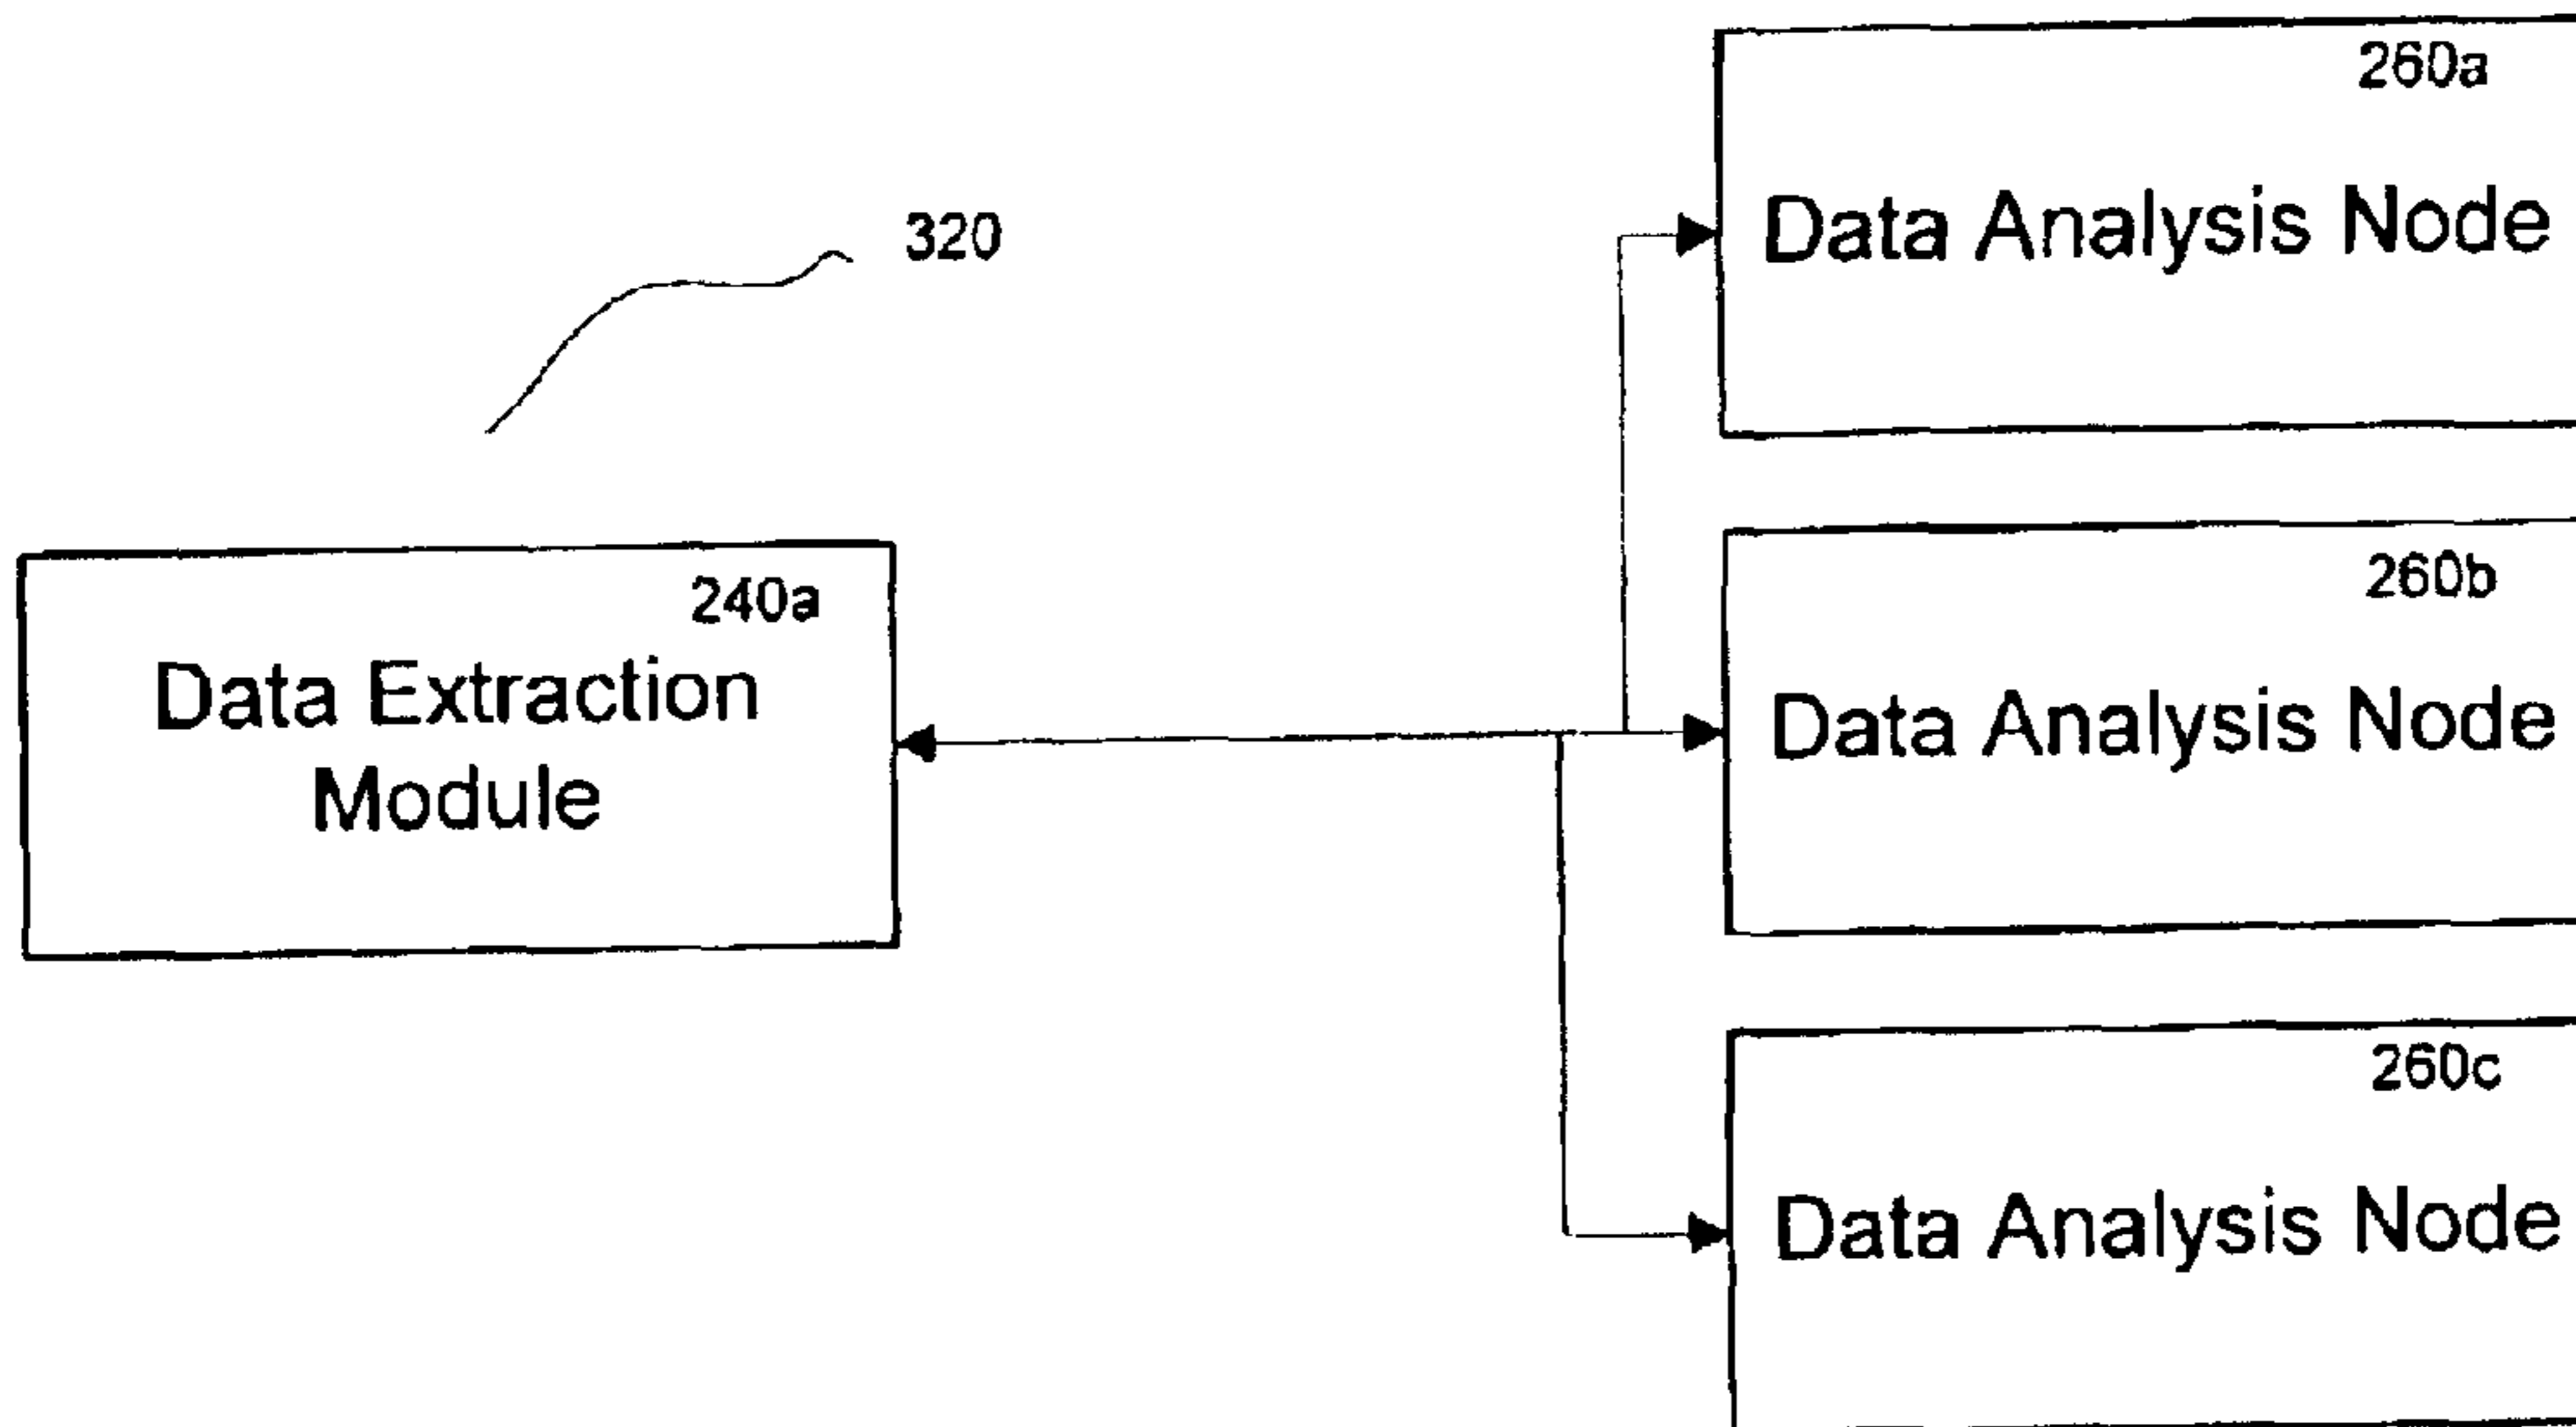 320
240a
Data Extraction
Module
260a
Data Analysis Node
260b
Data Analysis Node
260c
Data Analysis Node